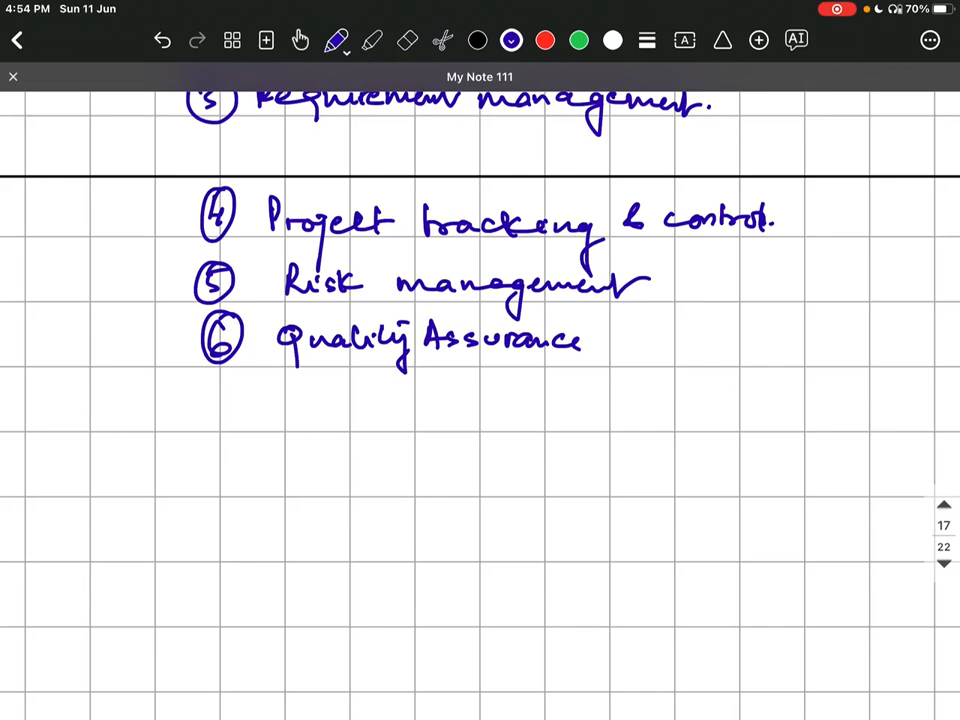 4:54 PM Sun 11 Jun 70%
A AI
My Note 111
③ Requirement management.
④ Project tracking & control.
⑤ Risk management
⑥ Quality Assurance
17
22